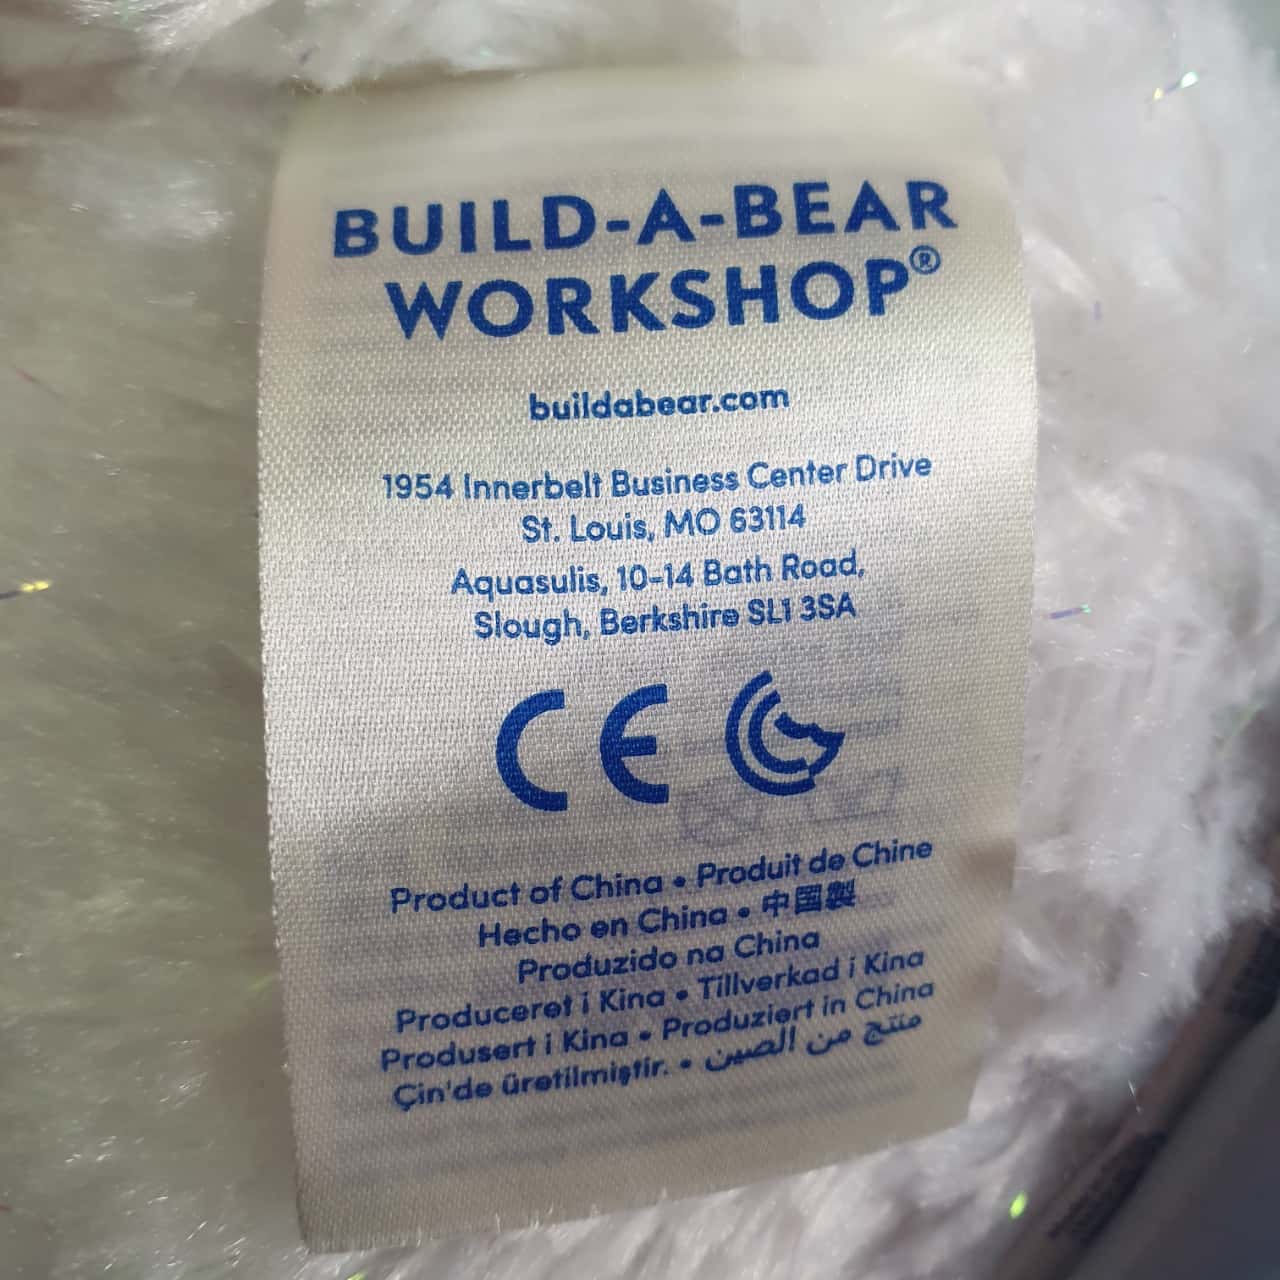 BUILD-A-BEAR
WORKSHOP®
buildabear.com
1954 Innerbelt Business Center Drive
St. Louis, MO 63114
Aquasulis, 10-14 Bath Road,
Slough, Berkshire SL1 3SA
CE
Product of China • Produit de Chine
Hecho en China • 中国製
Produzido na China
Produceret i Kina • Tillverkad i Kina
Produsert i Kina • Produziert in China
Çin'de üretilmiştir. • منتج من الصين